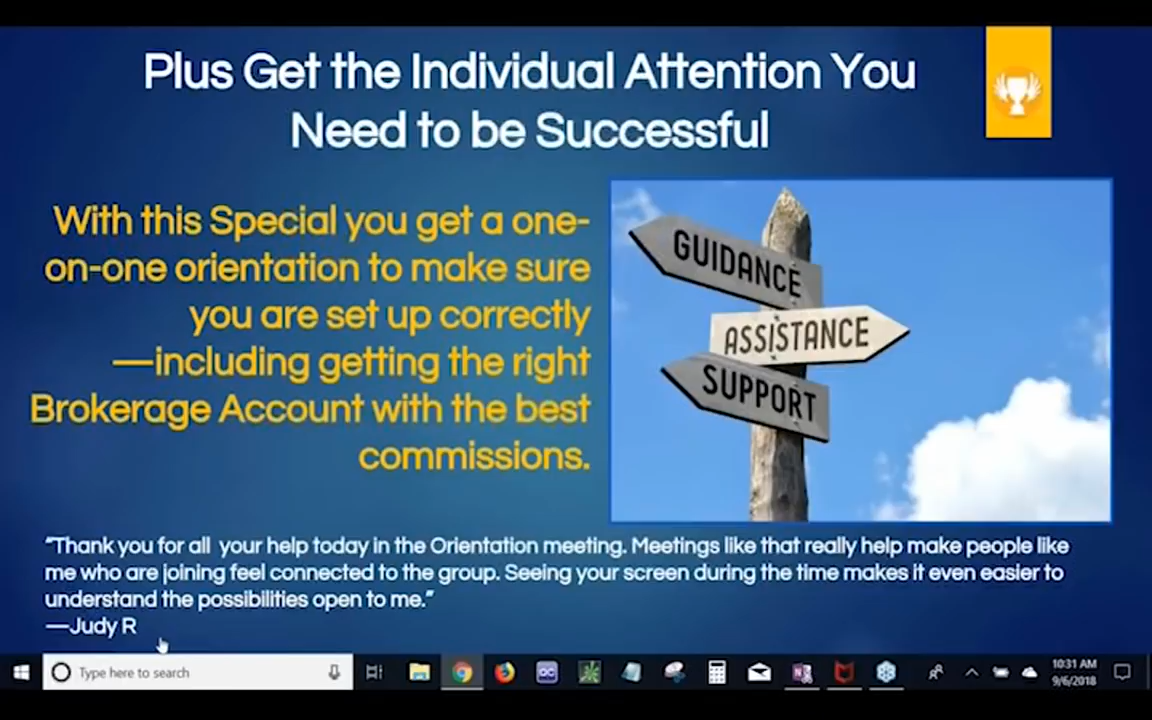 Plus Get the Individual Attention You
Need to be Successful
With this Special you get a one-
on-one orientation to make sure
you are set up correctly
—including getting the right
Brokerage Account with the best
commissions.
GUIDANCE
ASSISTANCE
SUPPORT
“Thank you for all your help today in the Orientation meeting. Meetings like that really help make people like
me who are joining feel connected to the group. Seeing your screen during the time makes it even easier to
understand the possibilities open to me.”
—Judy R
Type here to search
10:31 AM
9/6/2018